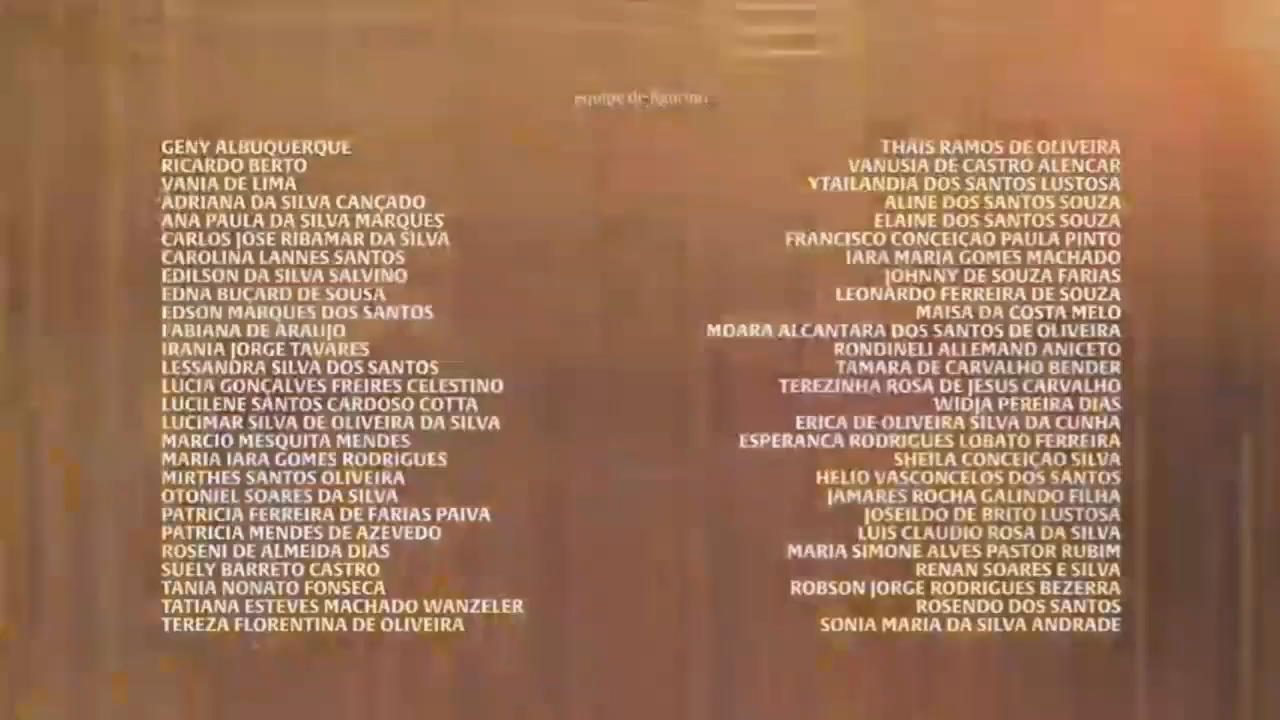 equipe de figurino
GENY ALBUQUERQUE
RICARDO BERTO
VANIA DE LIMA
ADRIANA DA SILVA CANÇADO
ANA PAULA DA SILVA MARQUES
CARLOS JOSE RIBAMAR DA SILVA
CAROLINA LANNES SANTOS
EDILSON DA SILVA SALVINO
EDNA BUÇARD DE SOUSA
EDSON MARQUES DOS SANTOS
FABIANA DE ARAUJO
IRANIA JORGE TAVARES
LESSANDRA SILVA DOS SANTOS
LUCIA GONÇALVES FREIRES CELESTINO
LUCILENE SANTOS CARDOSO COTTA
LUCIMAR SILVA DE OLIVEIRA DA SILVA
MARCIO MESQUITA MENDES
MARIA IARA GOMES RODRIGUES
MIRTHES SANTOS OLIVEIRA
OTONIEL SOARES DA SILVA
PATRICIA FERREIRA DE FARIAS PAIVA
PATRICIA MENDES DE AZEVEDO
ROSENI DE ALMEIDA DIAS
SUELY BARRETO CASTRO
TANIA NONATO FONSECA
TATIANA ESTEVES MACHADO WANZELER
TEREZA FLORENTINA DE OLIVEIRA
THAIS RAMOS DE OLIVEIRA
VANUSIA DE CASTRO ALENCAR
YTAILANDIA DOS SANTOS LUSTOSA
ALINE DOS SANTOS SOUZA
ELAINE DOS SANTOS SOUZA
FRANCISCO CONCEIÇAO PAULA PINTO
IARA MARIA GOMES MACHADO
JOHNNY DE SOUZA FARIAS
LEONARDO FERREIRA DE SOUZA
MAISA DA COSTA MELO
MOARA ALCANTARA DOS SANTOS DE OLIVEIRA
RONDINELI ALLEMAND ANICETO
TAMARA DE CARVALHO BENDER
TEREZINHA ROSA DE JESUS CARVALHO
WIDJA PEREIRA DIAS
ERICA DE OLIVEIRA SILVA DA CUNHA
ESPERANCA RODRIGUES LOBATO FERREIRA
SHEILA CONCEIÇAO SILVA
HELIO VASCONCELOS DOS SANTOS
JAMARES ROCHA GALINDO FILHA
JOSEILDO DE BRITO LUSTOSA
LUIS CLAUDIO ROSA DA SILVA
MARIA SIMONE ALVES PASTOR RUBIM
RENAN SOARES E SILVA
ROBSON JORGE RODRIGUES BEZERRA
ROSENDO DOS SANTOS
SONIA MARIA DA SILVA ANDRADE